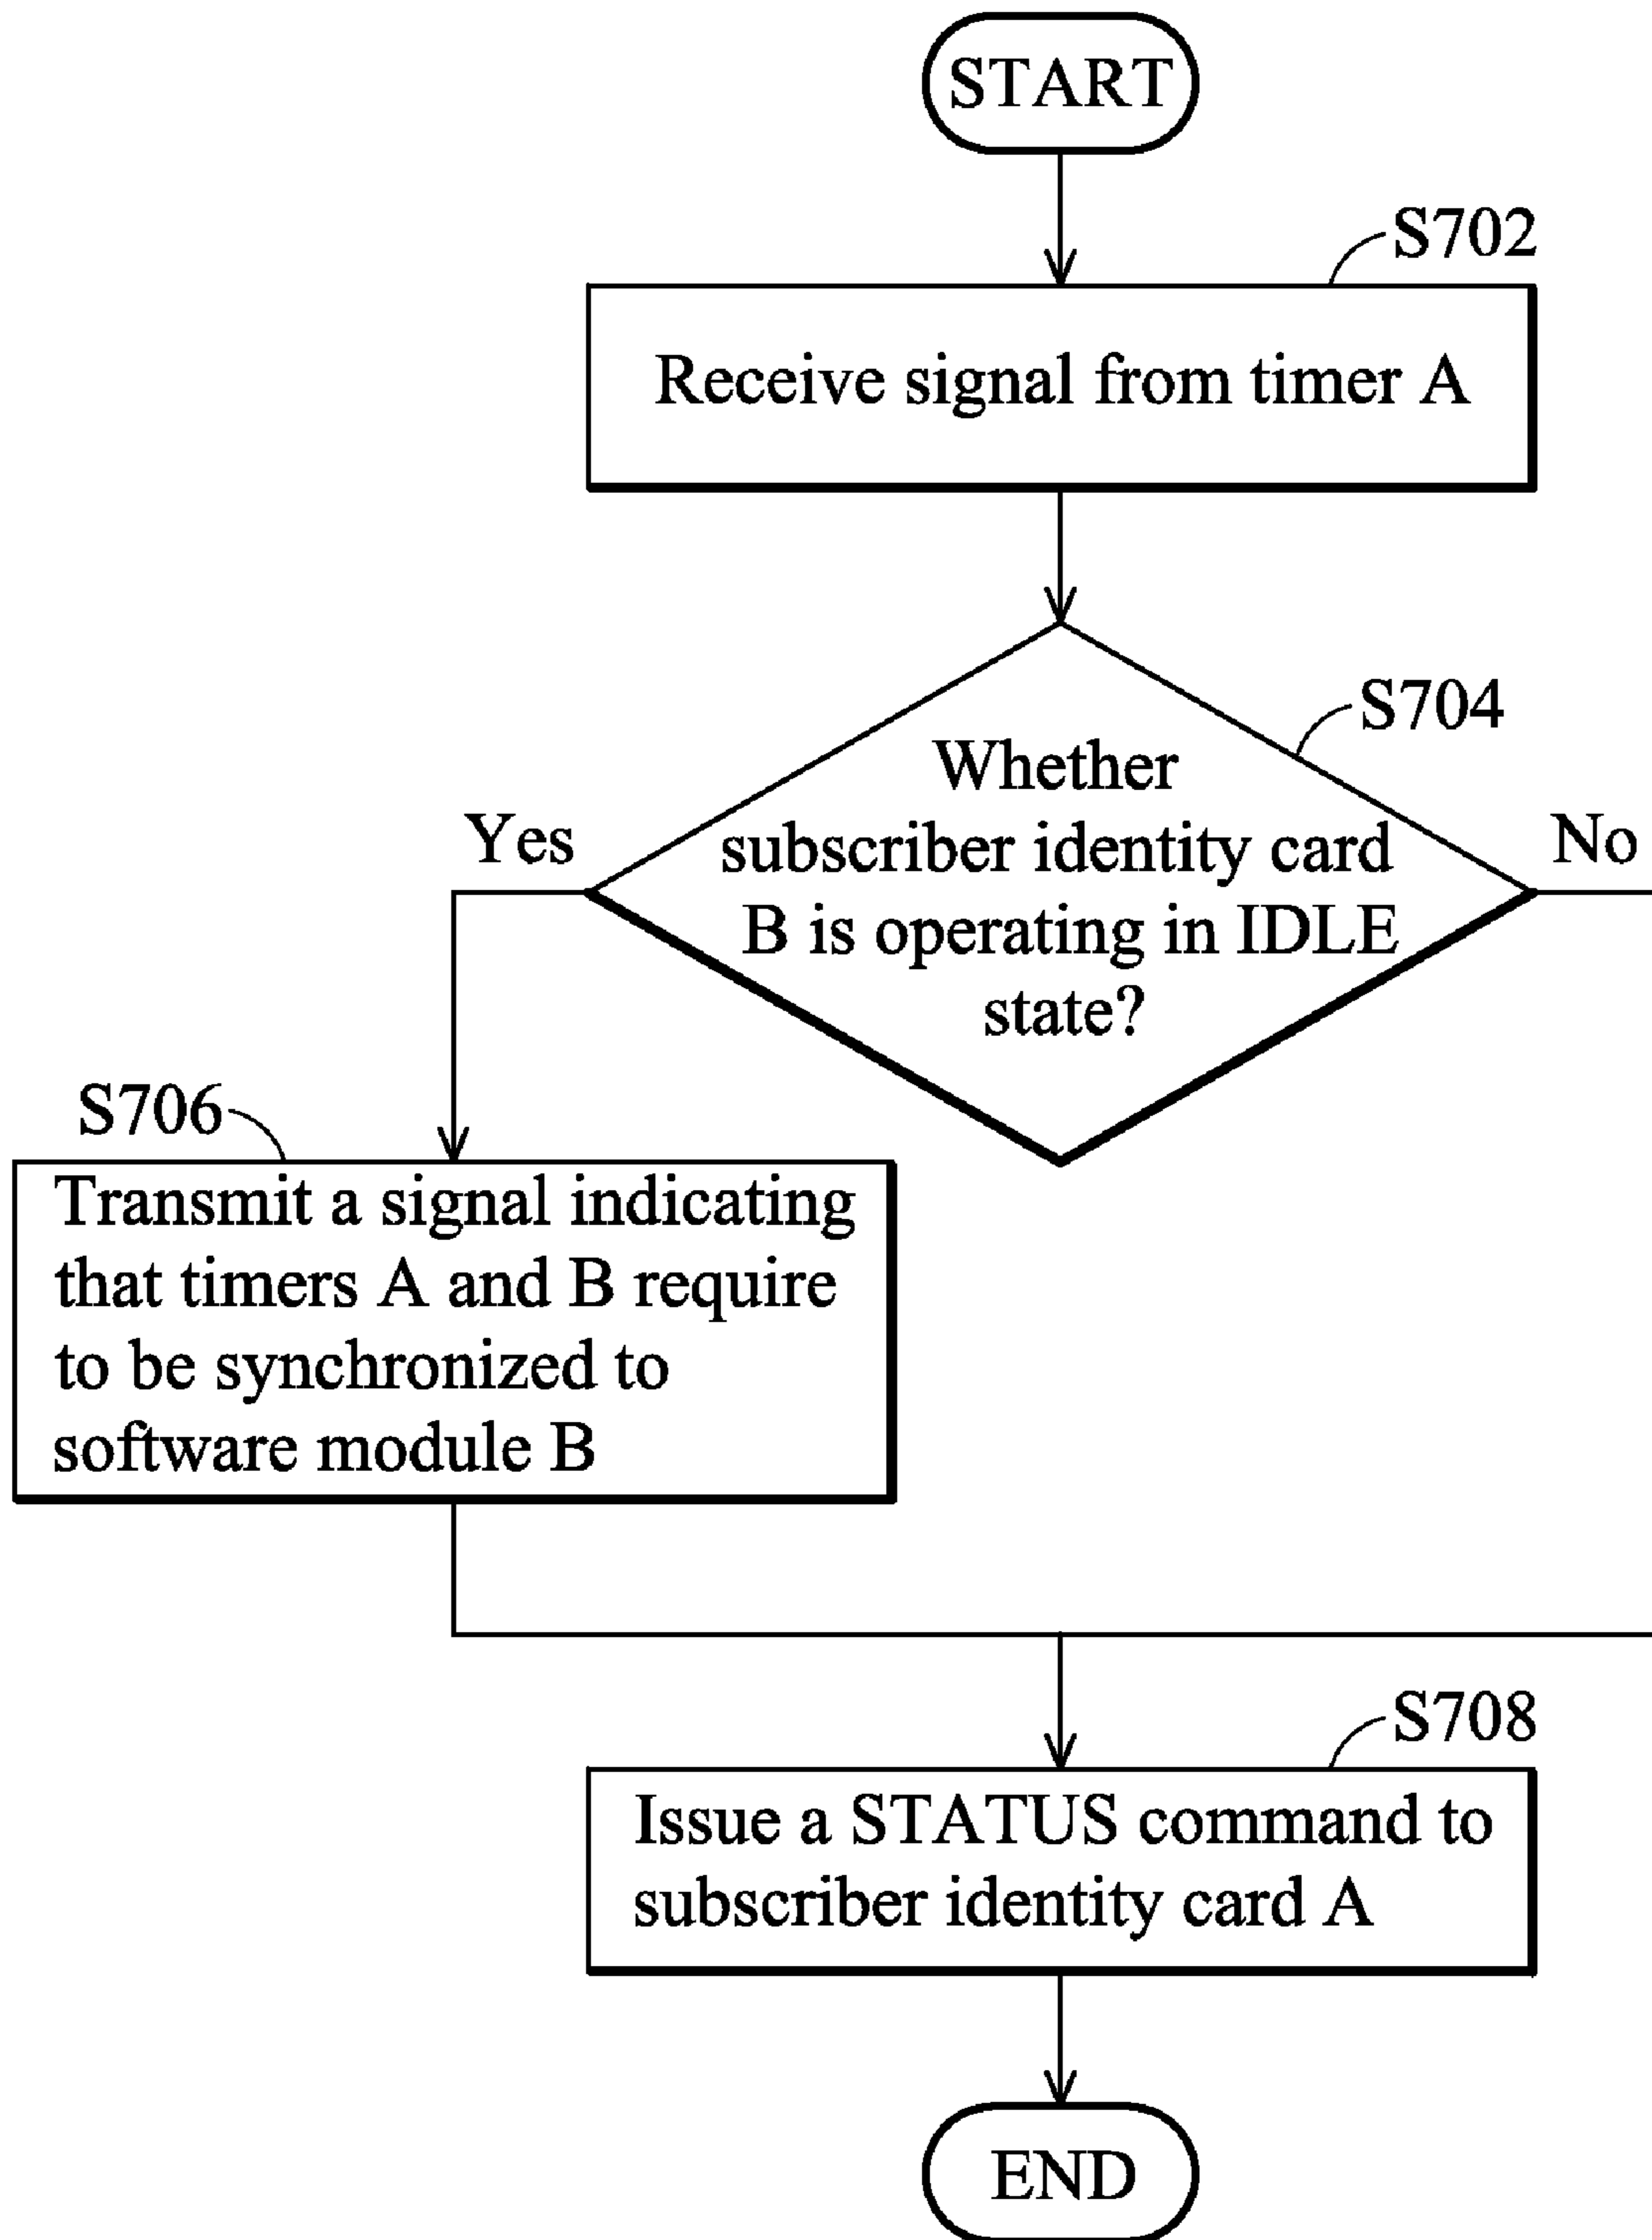 START
S702
Receive signal from timer A
S704
Whether
subscriber identity card
B is operating in IDLE
state?
Yes
No
S706
Transmit a signal indicating
that timers A and B require
to be synchronized to
software module B
S708
Issue a STATUS command to
subscriber identity card A
END